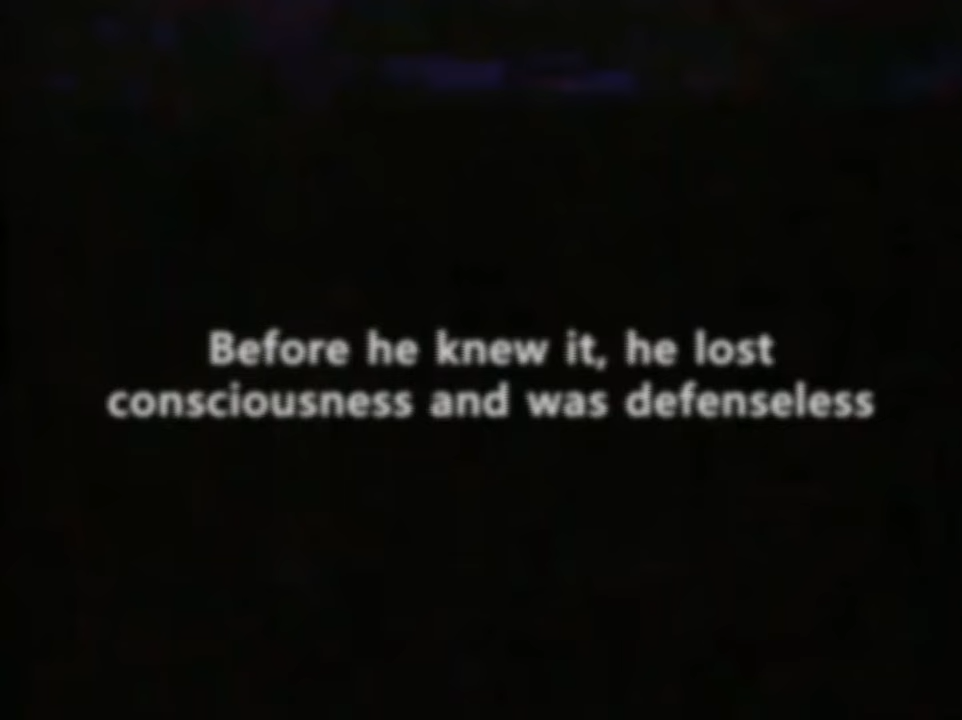 Before he knew it, he lost
consciousness and was defenseless